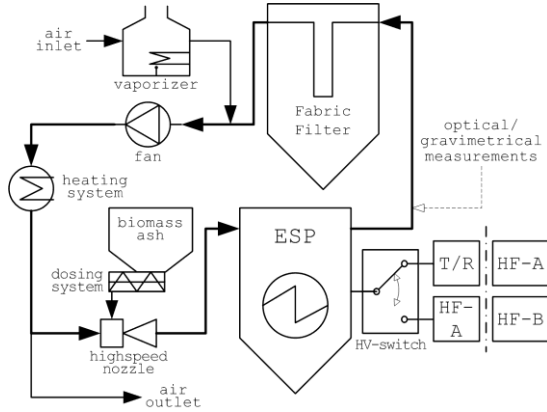 air
inlet
vaporizer
Fabric
Filter
fan
optical/
gravimetrical
measurements
heating
system
biomass
ash
ESP
dosing
system
T/R
HF-A
HF-
A
HF-B
HV-switch
highspeed
nozzle
air
outlet